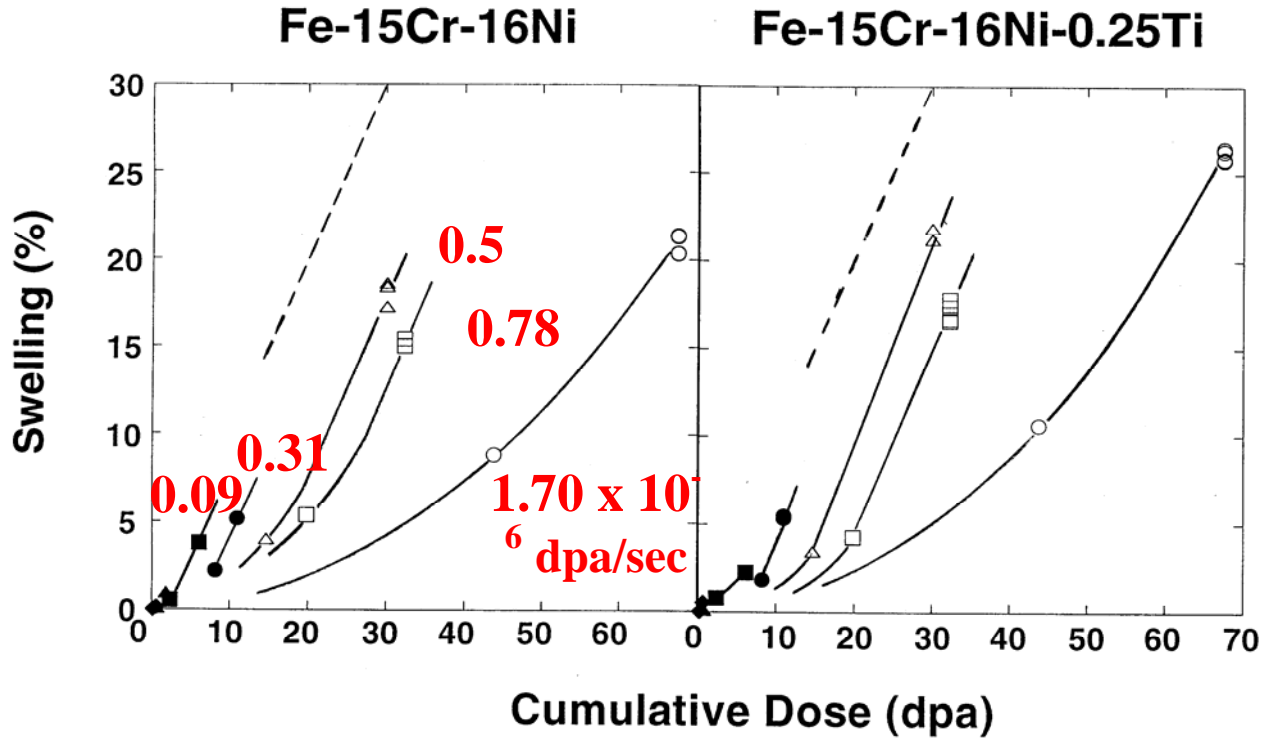 Fe-15Cr-16Ni
Fe-15Cr-16Ni-0.25Ti
Swelling (%)
30
25
20
15
10
5
0
0.5
0.78
0.31
0.09
1.70 x 10-
6 dpa/sec
0 10 20 30 40 50 60
0 10 20 30 40 50 60 70
Cumulative Dose (dpa)